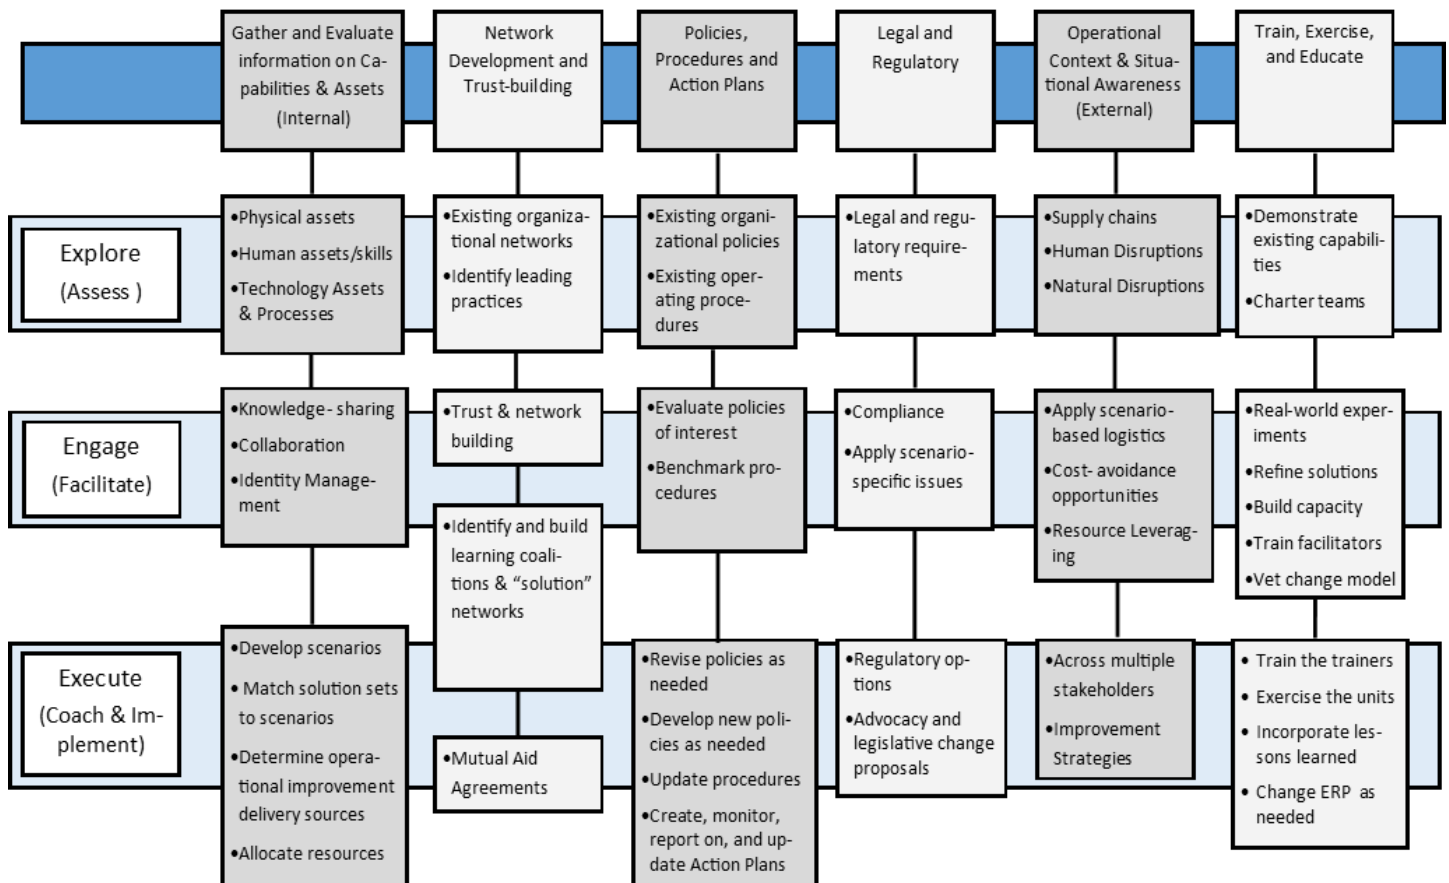 Gather and Evaluate
information on Ca-
pabilities & Assets
(Internal)
Network
Development and
Trust-building
Policies,
Procedures and
Action Plans
Legal and
Regulatory
Operational
Context & Situa-
tional Awareness
(External)
Train, Exercise,
and Educate
Explore
(Assess )
•Physical assets
•Human assets/skills
•Technology Assets
& Processes
•Existing organiza-
tional networks
•Identify leading
practices
•Existing organi-
zational policies
•Existing oper-
ating proce-
dures
•Legal and regu-
latory require-
ments
•Supply chains
•Human Disruptions
•Natural Disruptions
•Demonstrate
existing capabili-
ties
•Charter teams
Engage
(Facilitate)
•Knowledge- sharing
•Collaboration
•Identity Manage-
ment
•Trust & network
building
•Identify and build
learning coali-
tions & “solution”
networks
•Evaluate policies
of interest
•Benchmark pro-
cedures
•Compliance
•Apply scenario-
specific issues
•Apply scenario-
based logistics
•Cost- avoidance
opportunities
•Resource Leverag-
ing
•Real-world exper-
iments
•Refine solutions
•Build capacity
•Train facilitators
•Vet change model
Execute
(Coach & Im-
plement)
•Develop scenarios
• Match solution sets
to scenarios
•Determine opera-
tional improvement
delivery sources
•Allocate resources
•Mutual Aid
Agreements
•Revise policies as
needed
•Develop new poli-
cies as needed
•Update procedures
•Create, monitor,
report on, and up-
date Action Plans
•Regulatory op-
tions
•Advocacy and
legislative change
proposals
•Across multiple
stakeholders
•Improvement
Strategies
• Train the trainers
• Exercise the units
• Incorporate les-
sons learned
• Change ERP as
needed